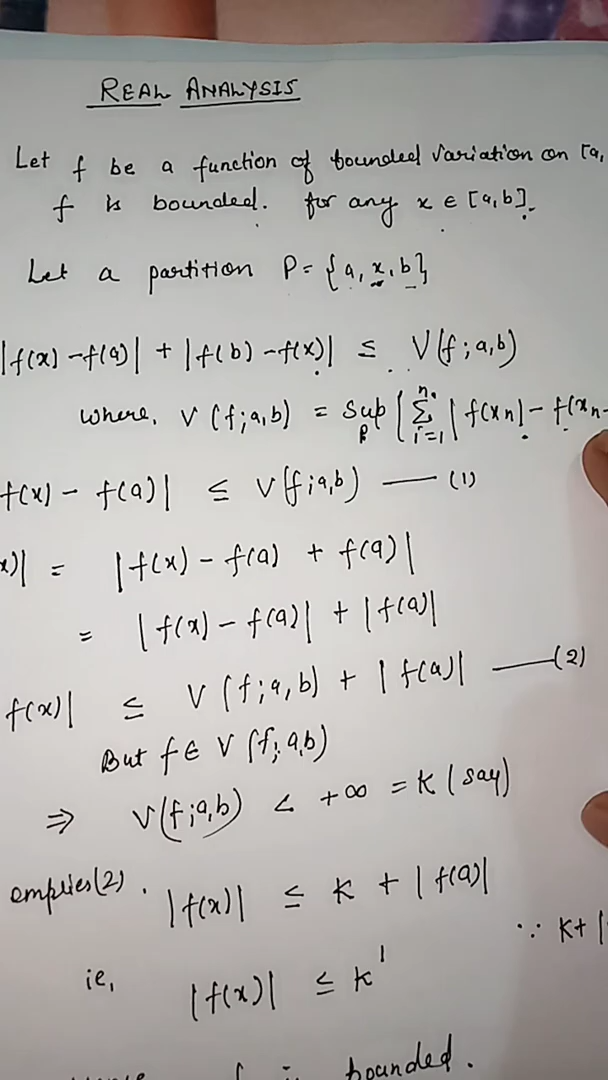 REAL ANALYSIS
Let f be a function of bounded variation on [a,
f is bounded. for any x ∈ [a,b].
Let a partition P = {a, x, b}
|f(x) - f(a)| + |f(b) - f(x)| ≤ V(f; a,b)
where, V(f; a,b) = Sup_P { Σ_{i=1}^{n} | f(xn) - f(xn-
f(x) - f(a)| ≤ V(f; a,b) — (1)
x)| = |f(x) - f(a) + f(a)|
= |f(x) - f(a)| + |f(a)|
f(x)| ≤ V(f; a, b) + |f(a)| — (2)
But f ∈ V(f; a,b)
⇒ V(f; a,b) < +∞ = K (say)
emplies (2). |f(x)| ≤ K + |f(a)|
∵ K + |
ie, |f(x)| ≤ K'
bounded.